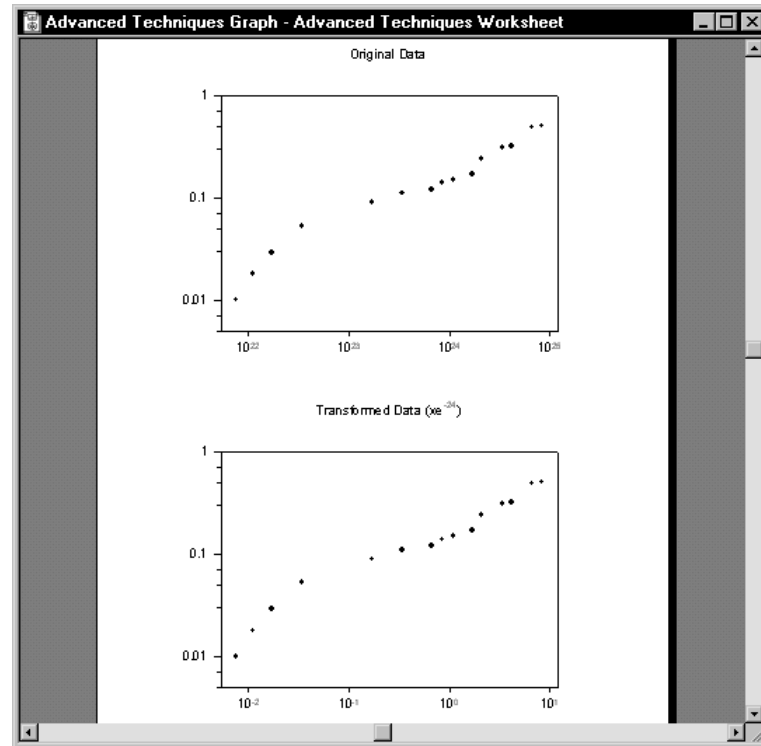 Advanced Techniques Graph - Advanced Techniques Worksheet
Original Data
1
0.1
0.01
10²² 10²³ 10²⁴ 10²⁵
Transformed Data (xe⁻²⁴)
1
0.1
0.01
10⁻² 10⁻¹ 10⁰ 10¹